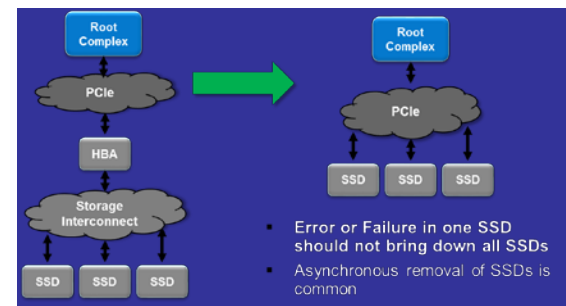 Root
Complex
PCIe
HBA
Storage
Interconnect
SSD SSD SSD
Root
Complex
PCIe
SSD SSD SSD
▪ Error or Failure in one SSD
should not bring down all SSDs
▪ Asynchronous removal of SSDs is
common